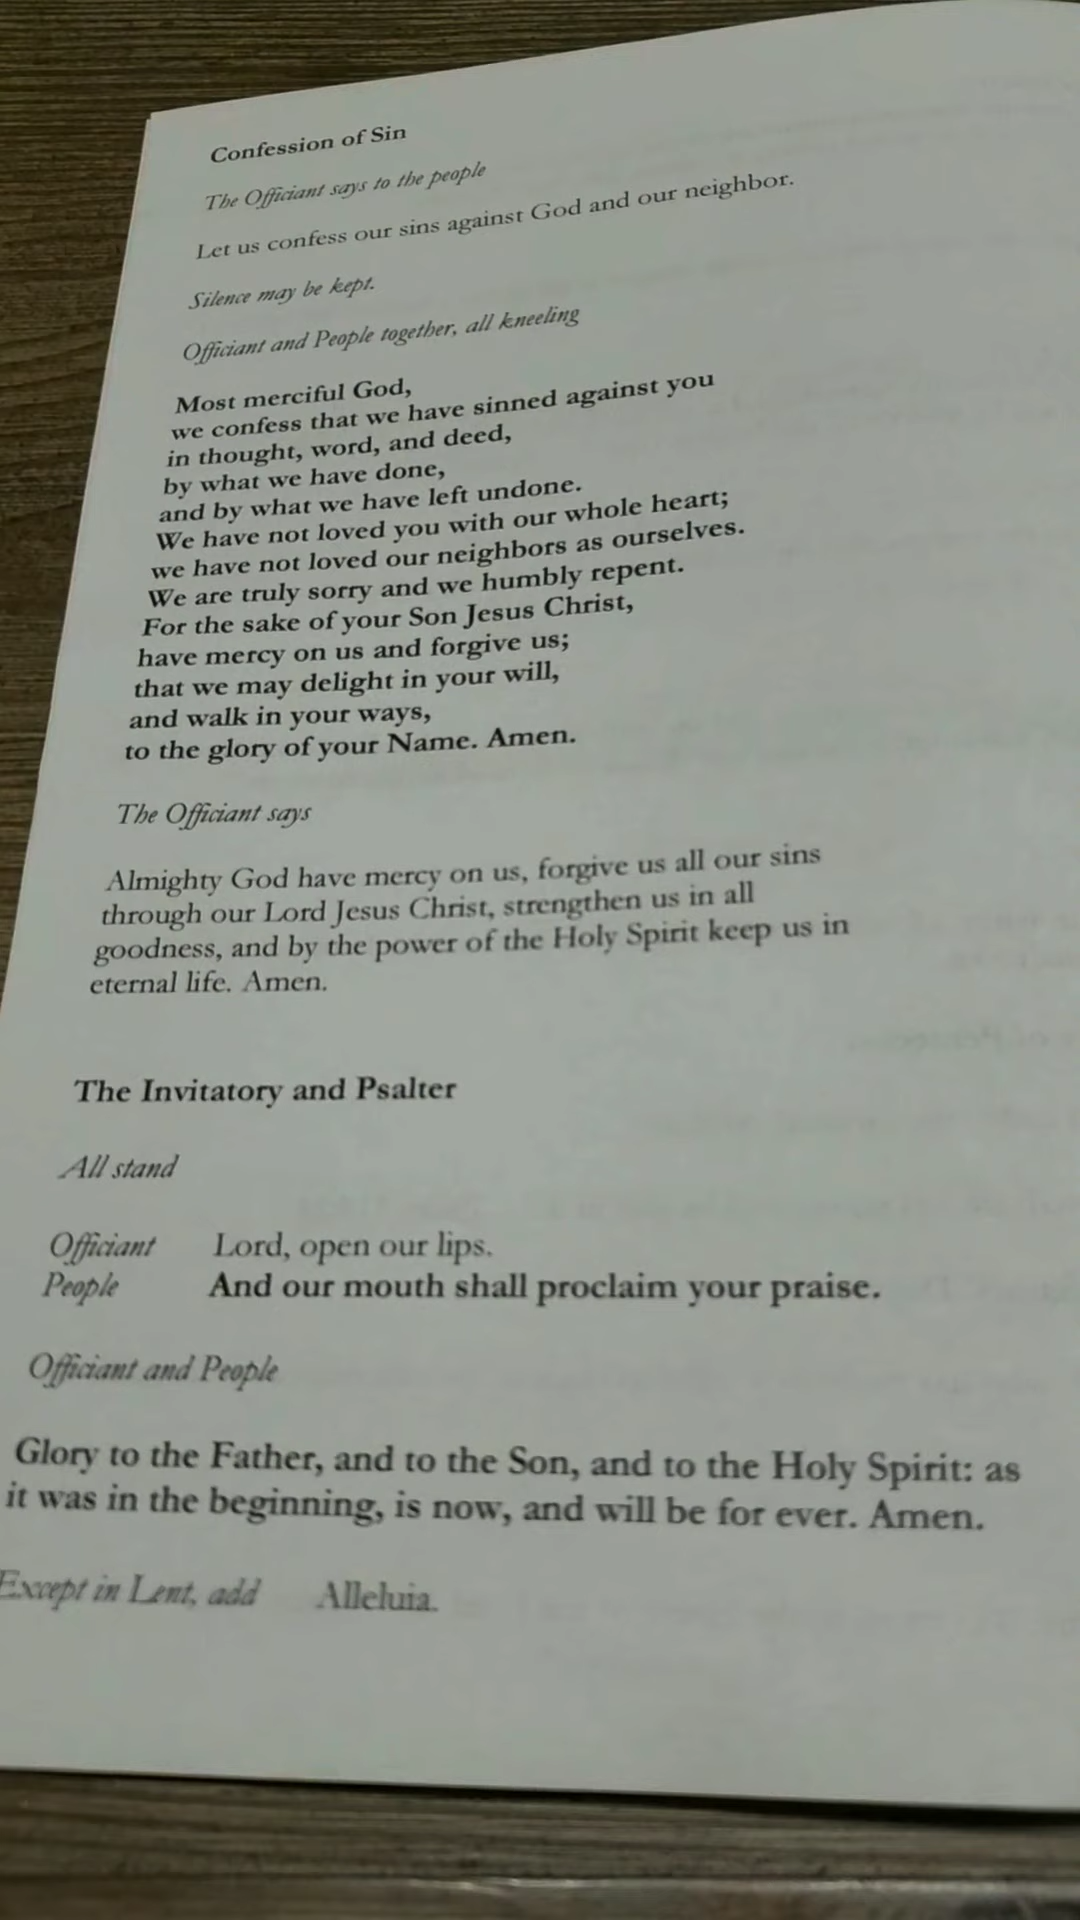 Confession of Sin
The Officiant says to the people
Let us confess our sins against God and our neighbor.
Silence may be kept.
Officiant and People together, all kneeling
Most merciful God,
we confess that we have sinned against you
in thought, word, and deed,
by what we have done,
and by what we have left undone.
We have not loved you with our whole heart;
we have not loved our neighbors as ourselves.
We are truly sorry and we humbly repent.
For the sake of your Son Jesus Christ,
have mercy on us and forgive us;
that we may delight in your will,
and walk in your ways,
to the glory of your Name. Amen.
The Officiant says
Almighty God have mercy on us, forgive us all our sins
through our Lord Jesus Christ, strengthen us in all
goodness, and by the power of the Holy Spirit keep us in
eternal life. Amen.
The Invitatory and Psalter
All stand
Officiant Lord, open our lips.
People And our mouth shall proclaim your praise.
Officiant and People
Glory to the Father, and to the Son, and to the Holy Spirit: as
it was in the beginning, is now, and will be for ever. Amen.
Except in Lent, add Alleluia.